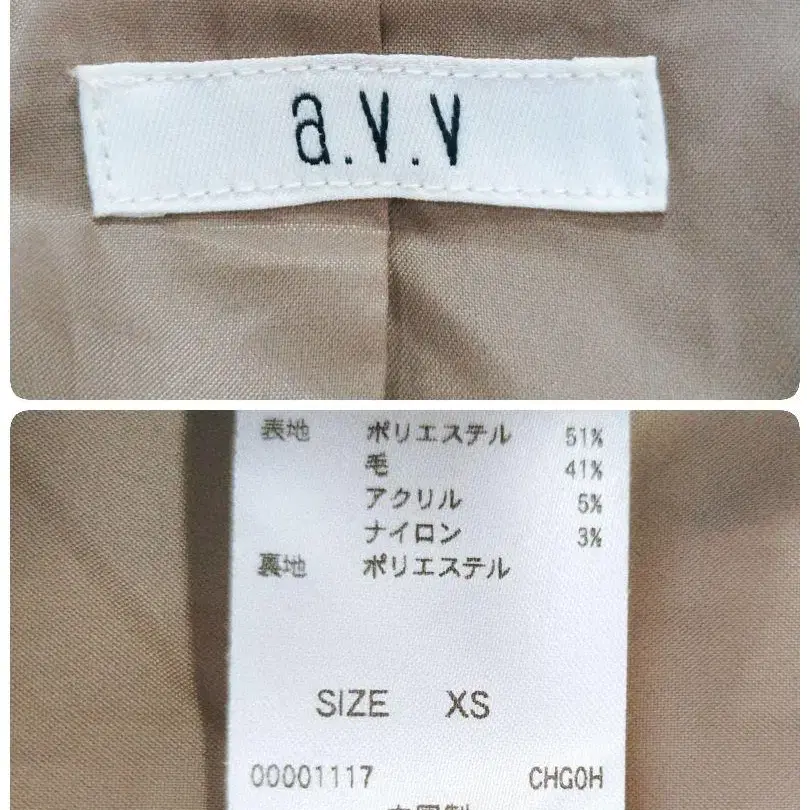 a.v.v
表地 ポリエステル 51%
毛 41%
アクリル 5%
ナイロン 3%
裏地 ポリエステル
SIZE XS
00001117 CHG0H